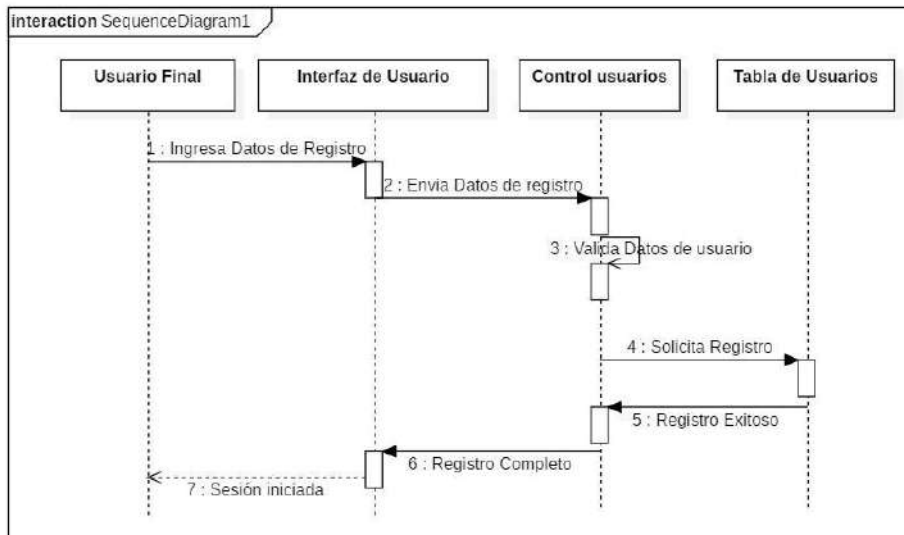 interaction SequenceDiagram1
Usuario Final
Interfaz de Usuario
Control usuarios
Tabla de Usuarios
1 : Ingresa Datos de Registro
2 : Envia Datos de registro
3 : Valida Datos de usuario
4 : Solicita Registro
5 : Registro Exitoso
6 : Registro Completo
7 : Sesión iniciada